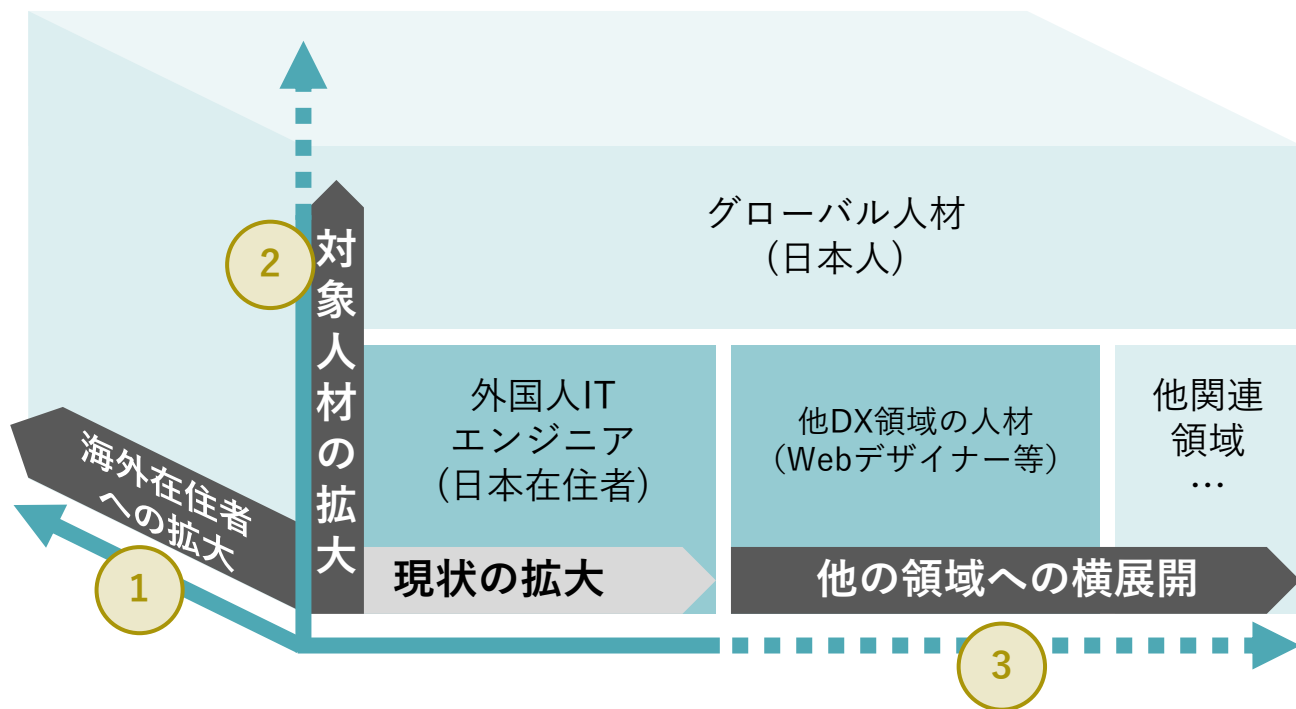 グローバル人材
（日本人）
2
対象人材の拡大
外国人IT
エンジニア
（日本在住者）
他DX領域の人材
（Webデザイナー等）
他関連
領域
…
海外在住者
への拡大
1
現状の拡大
他の領域への横展開
3